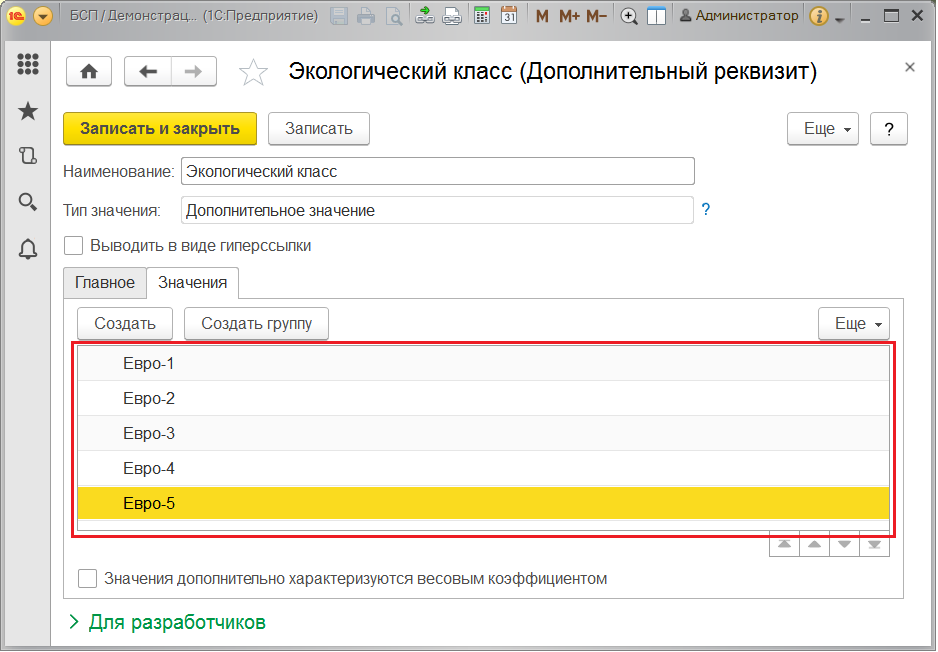 БСП / Демонстрац... (1С:Предприятие) M M+ M- Администратор
Экологический класс (Дополнительный реквизит)
Записать и закрыть Записать Еще ?
Наименование: Экологический класс
Тип значения: Дополнительное значение ?
Выводить в виде гиперссылки
Главное Значения
Создать Создать группу Еще
Евро-1
Евро-2
Евро-3
Евро-4
Евро-5
Значения дополнительно характеризуются весовым коэффициентом
Для разработчиков